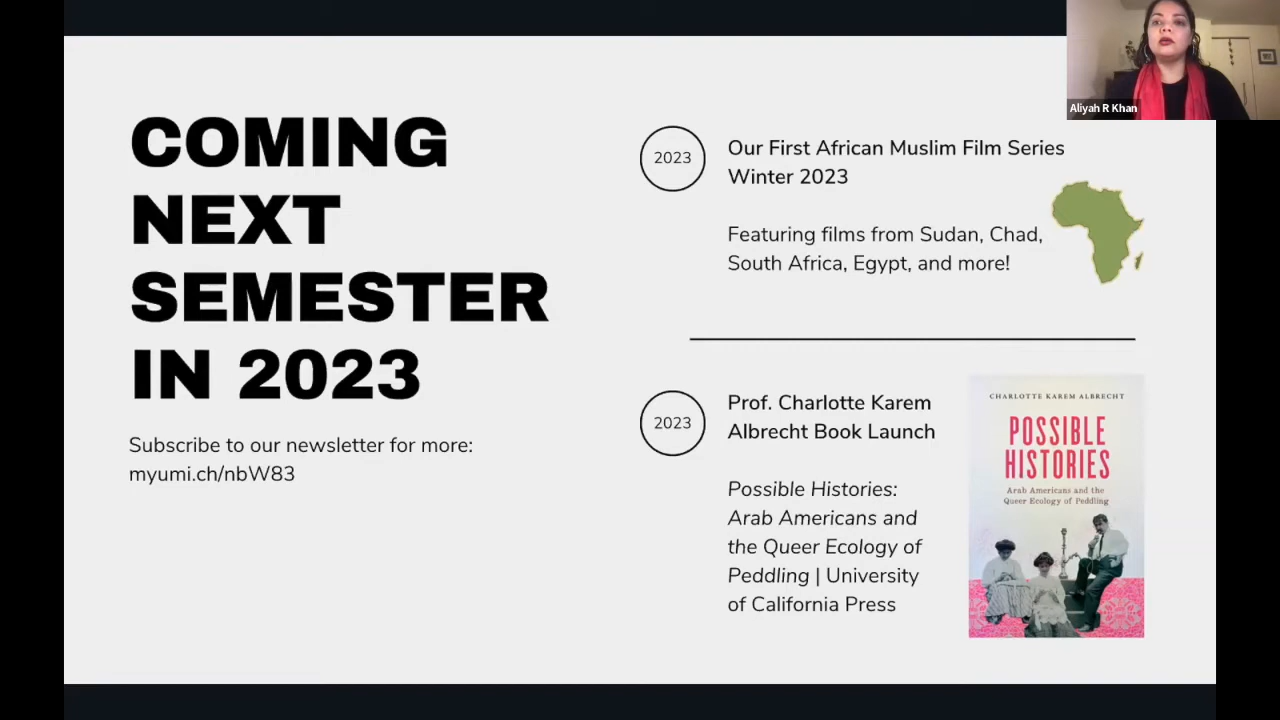 Aliyah R Khan
COMING
NEXT
SEMESTER
IN 2023
Subscribe to our newsletter for more:
myumi.ch/nbW83
2023
Our First African Muslim Film Series
Winter 2023
Featuring films from Sudan, Chad,
South Africa, Egypt, and more!
2023
Prof. Charlotte Karem
Albrecht Book Launch
Possible Histories:
Arab Americans and
the Queer Ecology of
Peddling | University
of California Press
CHARLOTTE KAREM ALBRECHT
POSSIBLE
HISTORIES
Arab Americans and the
Queer Ecology of Peddling